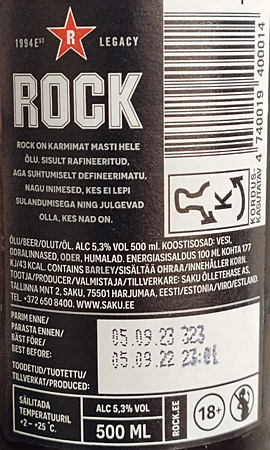 1994 EST R LEGACY
ROCK
ROCK ON KARMIMAT MASTI HELE
ÕLU. SISULT RAFINEERITUD,
AGA SUHTUMISELT DEFINEERIMATU.
NAGU INIMESED, KES EI LEPI
SULANDUMISEGA NING JULGEVAD
OLLA, KES NAD ON.
4 740019 400014
K
KORDUS-
KASUTATAV
ÕLU/BEER/OLUT/ÖL. ALC 5,3% VOL 500 ml. KOOSTISOSAD: VESI,
ODRALINNASED, ODER, HUMALAD. ENERGIASISALDUS 100 ML KOHTA 177
KJ/43 KCAL. CONTAINS BARLEY/SISÄLTÄÄ OHRAA/INNEHÅLLER KORN.
TOOTJA/PRODUCER/VALMISTAJA/TILLVERKARE: SAKU ÕLLETEHASE AS,
TALLINNA MNT 2, SAKU, 75501 HARJUMAA, EESTI/ESTONIA/VIRO/ESTLAND.
TEL. +372 650 8400. WWW.SAKU.EE
PARIM ENNE/
PARASTA ENNEN/
BÄST FÖRE/
BEST BEFORE:
TOODETUD/TUOTETTU/
TILLVERKAT/PRODUCED:
05.09.23 323
05.09.22 23:01
SÄILITADA
TEMPERATUURIL
+2 – +25 °C.
ALC 5,3% VOL
500 ML
ROCK.EE
18+